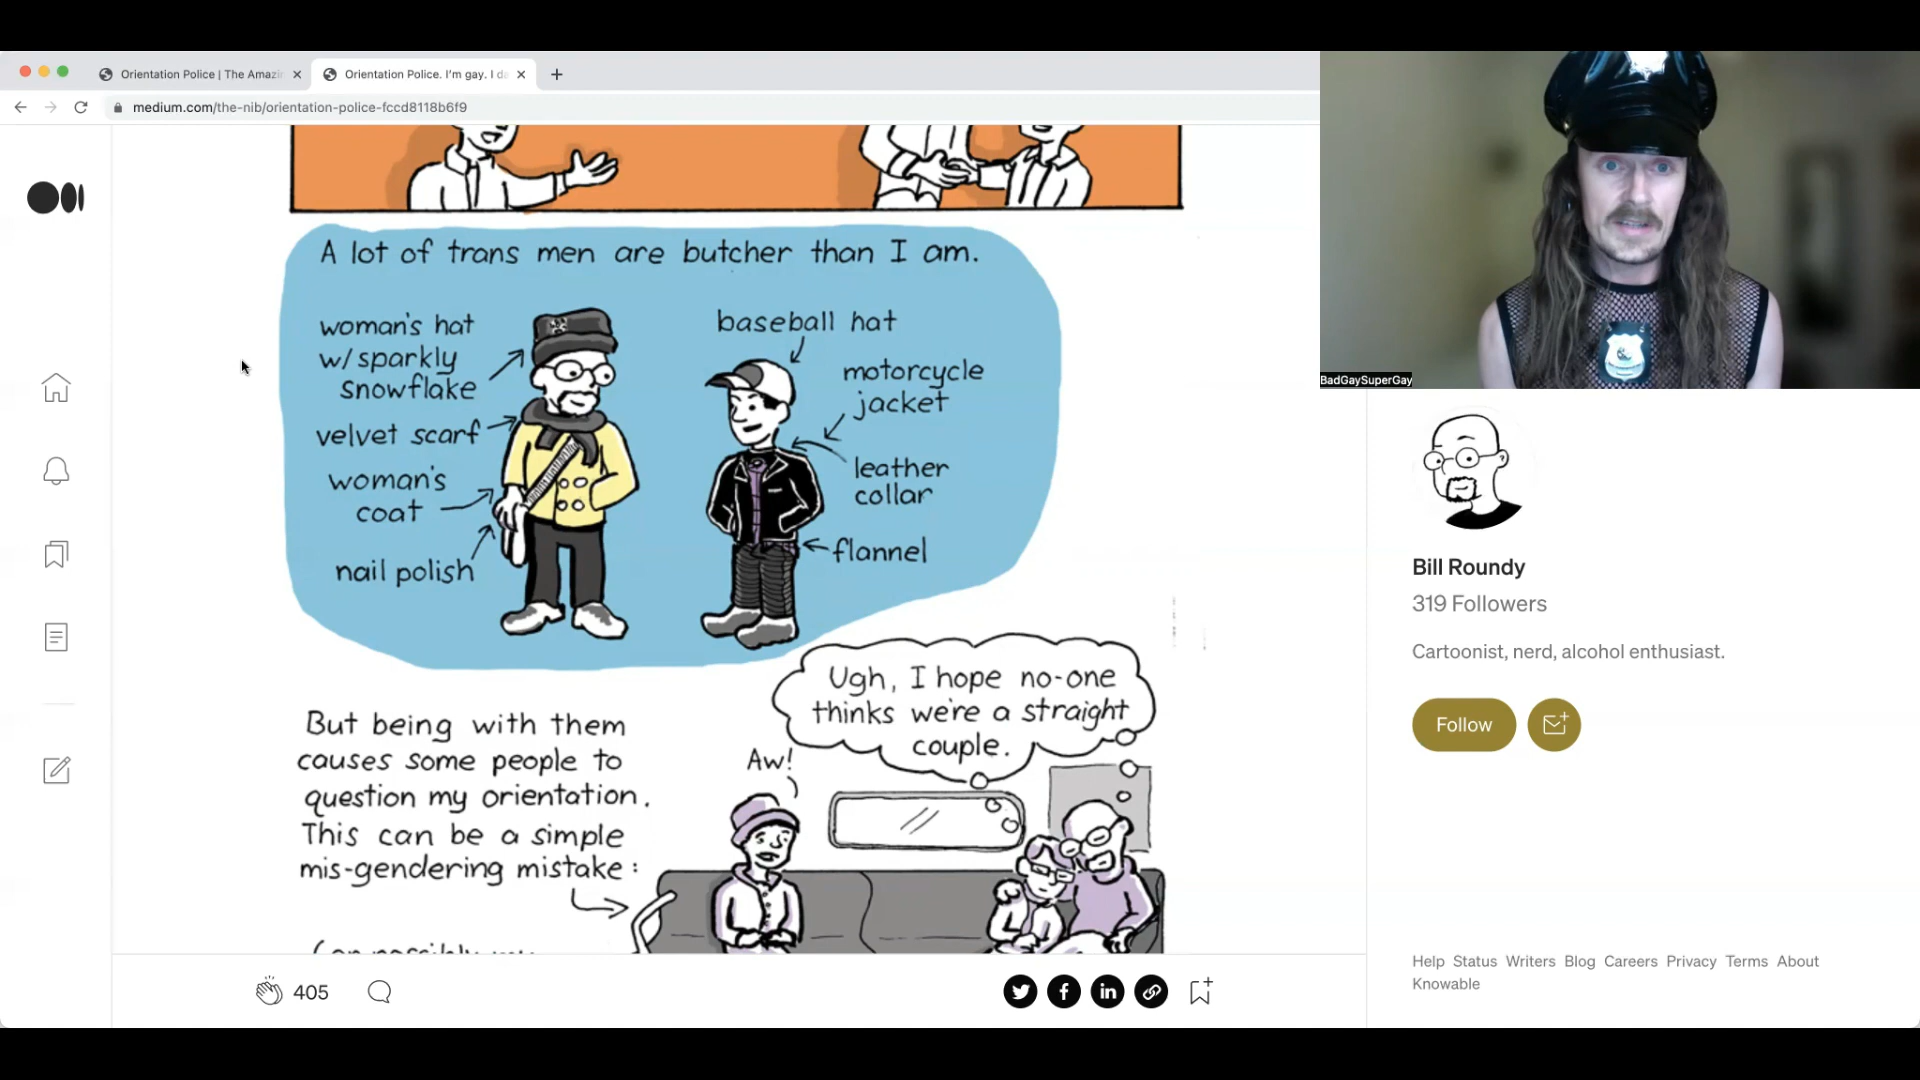 Orientation Police | The Amazi
Orientation Police. I'm gay. I da
medium.com/the-nib/orientation-police-fccd8118b6f9
A lot of trans men are butcher than I am.
woman's hat
w/ sparkly
snowflake
velvet scarf
woman's
coat
nail polish
baseball hat
motorcycle
jacket
leather
collar
flannel
But being with them
causes some people to
question my orientation.
This can be a simple
mis-gendering mistake:
Aw!
Ugh, I hope no-one
thinks we're a straight
couple.
405
BadGaySuperGay
Bill Roundy
319 Followers
Cartoonist, nerd, alcohol enthusiast.
Follow
Help Status Writers Blog Careers Privacy Terms About
Knowable